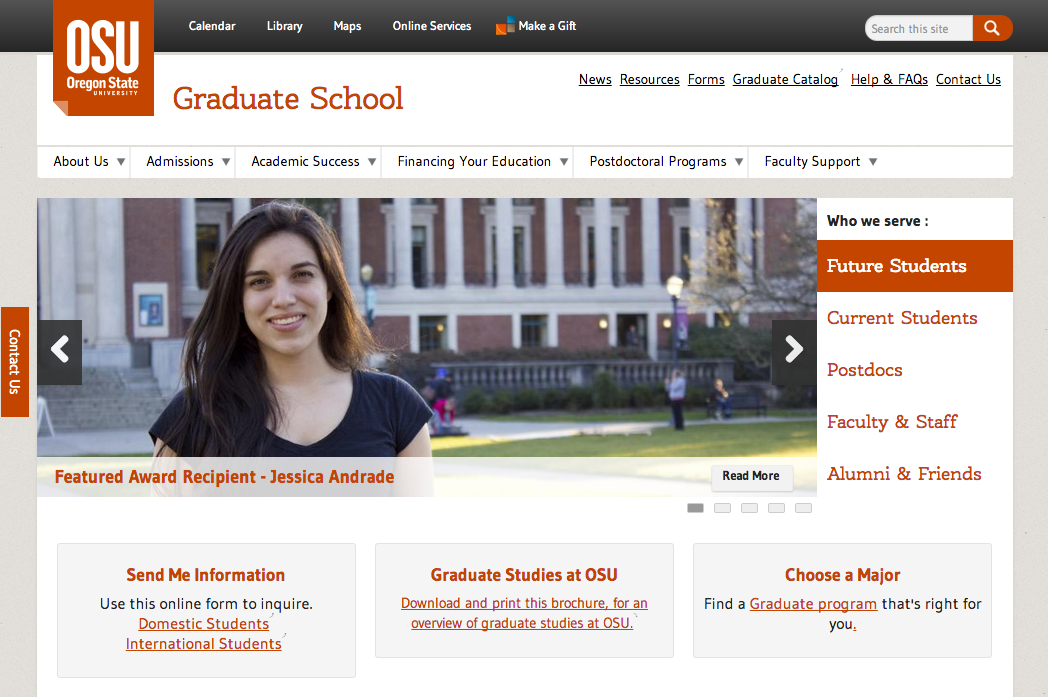 OSU
Oregon State
UNIVERSITY
Calendar
Library
Maps
Online Services
Make a Gift
Search this site
Graduate School
News
Resources
Forms
Graduate Catalog
Help & FAQs
Contact Us
About Us
Admissions
Academic Success
Financing Your Education
Postdoctoral Programs
Faculty Support
Contact Us
Featured Award Recipient - Jessica Andrade
Read More
Who we serve :
Future Students
Current Students
Postdocs
Faculty & Staff
Alumni & Friends
Send Me Information
Use this online form to inquire.
Domestic Students
International Students
Graduate Studies at OSU
Download and print this brochure, for an
overview of graduate studies at OSU.
Choose a Major
Find a Graduate program that's right for
you.